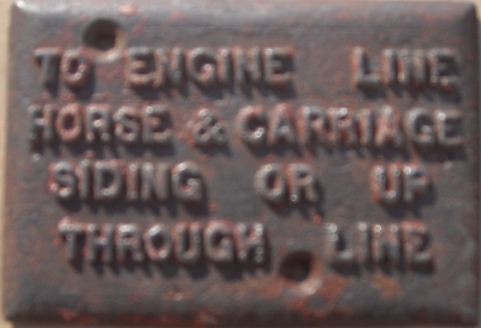 TO ENGINE LINE
HORSE & CARRIAGE
SIDING OR UP
THROUGH LINE